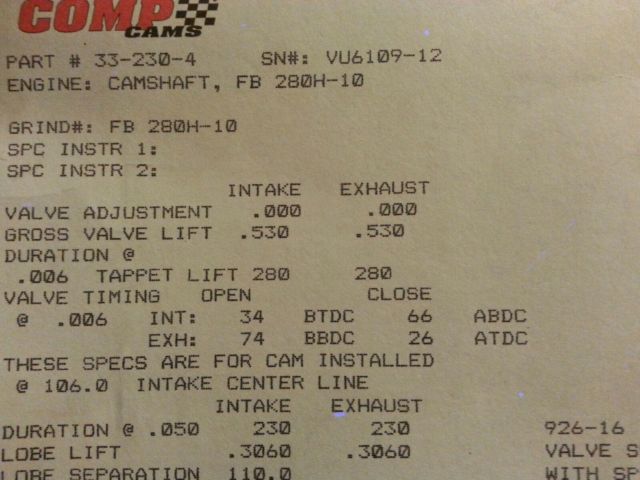 COMP
CAMS
PART # 33-230-4 SN#: VU6109-12
ENGINE: CAMSHAFT, FB 280H-10
GRIND#: FB 280H-10
SPC INSTR 1:
SPC INSTR 2:
INTAKE EXHAUST
VALVE ADJUSTMENT .000 .000
GROSS VALVE LIFT .530 .530
DURATION @
.006 TAPPET LIFT 280 280
VALVE TIMING OPEN CLOSE
@ .006 INT: 34 BTDC 66 ABDC
EXH: 74 BBDC 26 ATDC
THESE SPECS ARE FOR CAM INSTALLED
@ 106.0 INTAKE CENTER LINE
INTAKE EXHAUST
DURATION @ .050 230 230 926-16
LOBE LIFT .3060 .3060 VALVE S
LOBE SEPARATION 110.0 WITH SP